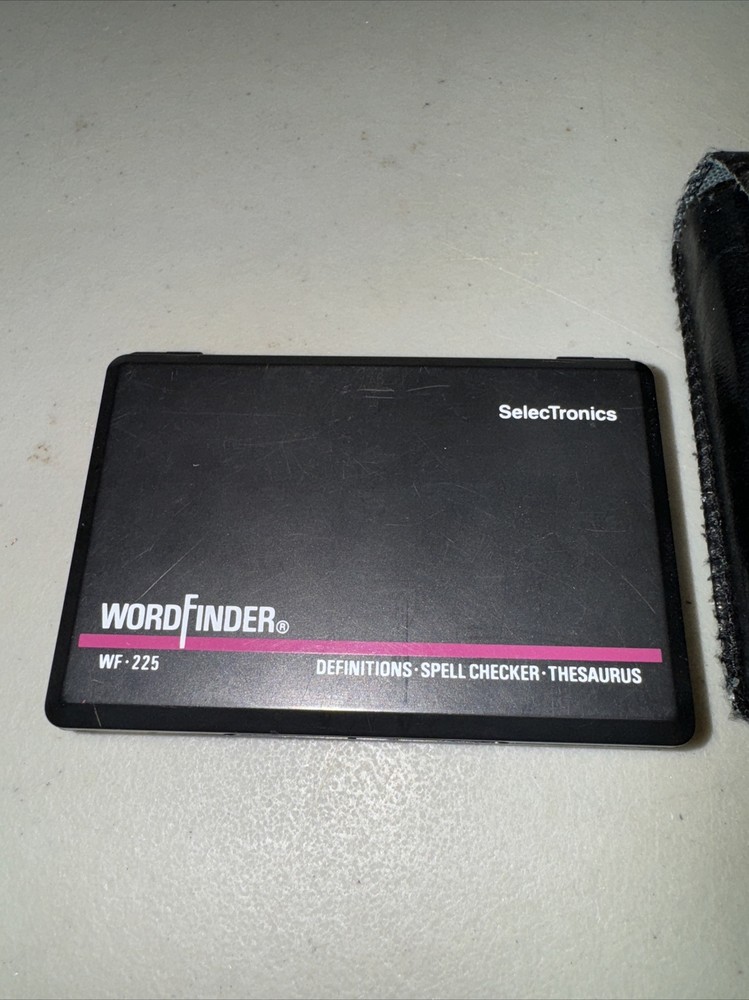 SelecTronics
WORDFINDER®
WF·225
DEFINITIONS·SPELL CHECKER·THESAURUS